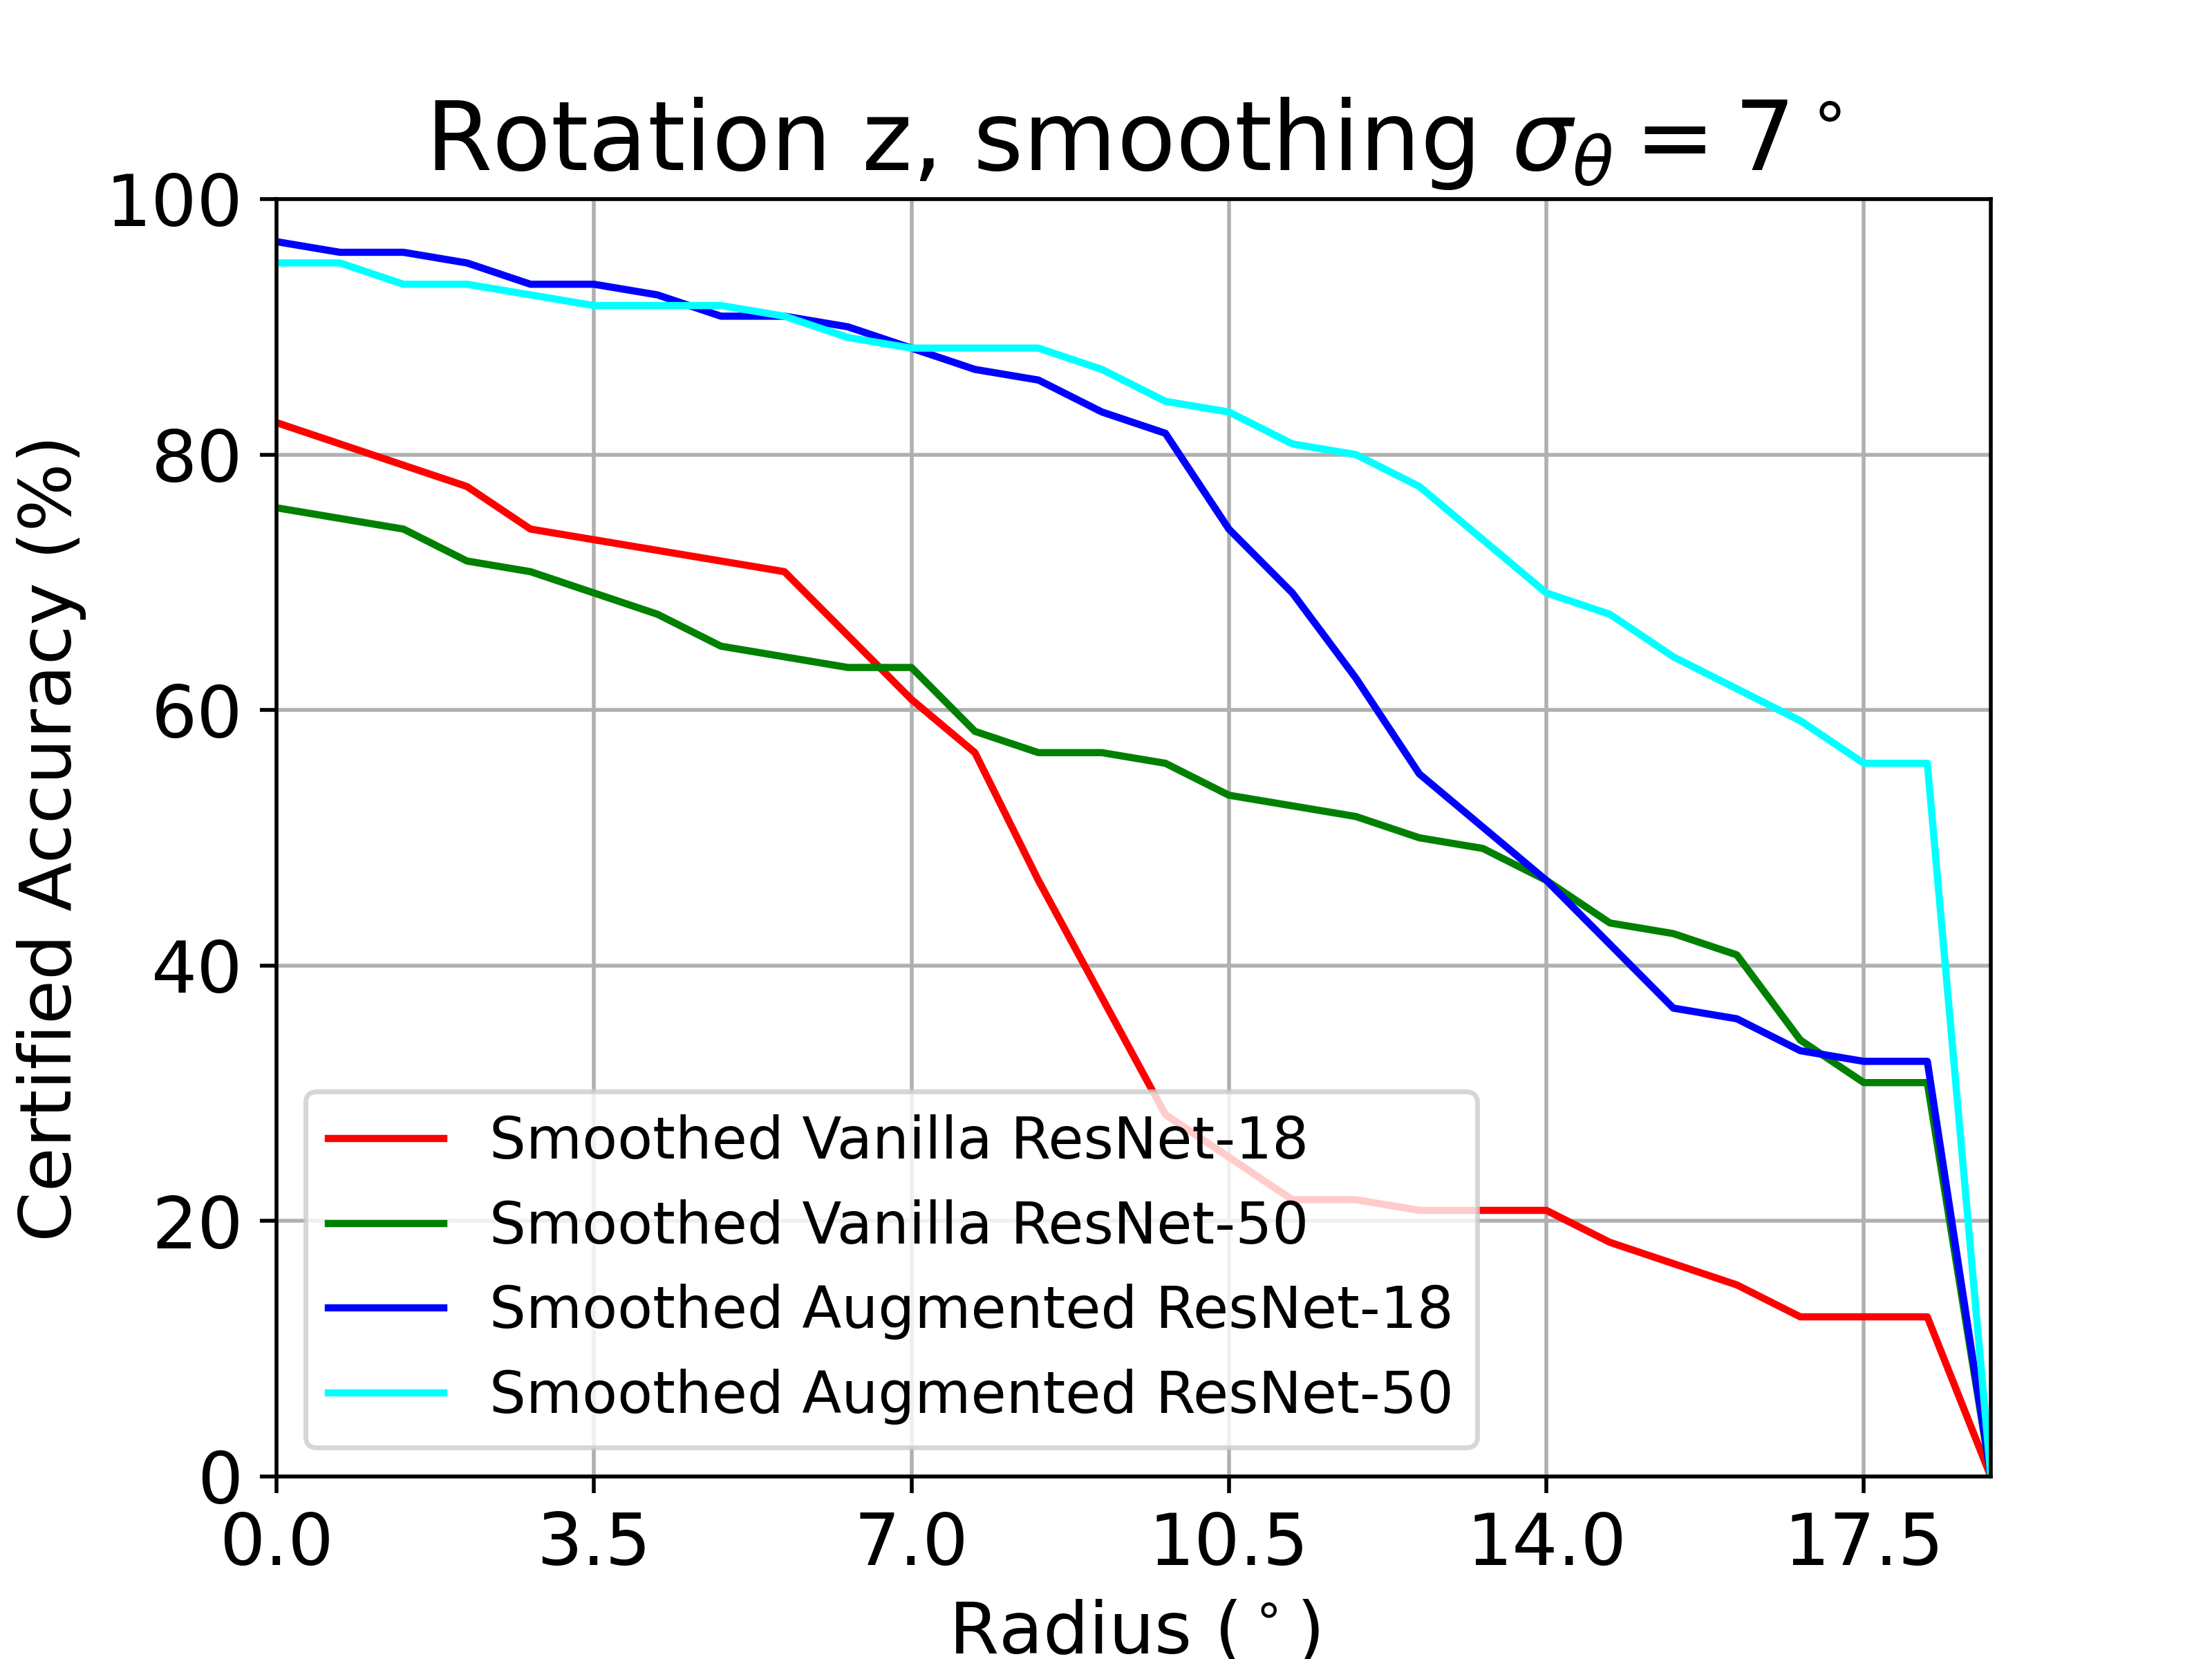 Rotation z, smoothing σ_θ = 7°
100
80
60
40
20
0
Certified Accuracy (%)
Smoothed Vanilla ResNet-18
Smoothed Vanilla ResNet-50
Smoothed Augmented ResNet-18
Smoothed Augmented ResNet-50
0.0 3.5 7.0 10.5 14.0 17.5
Radius (°)